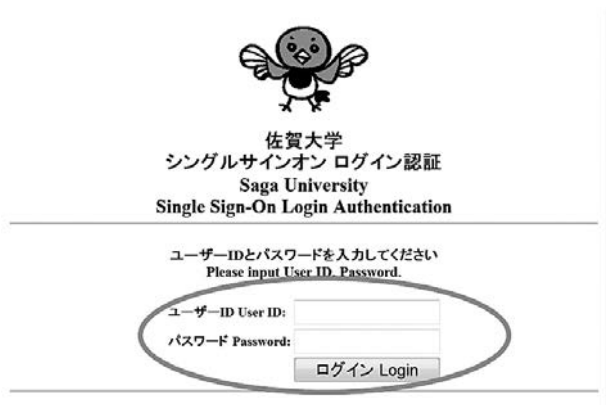 佐賀大学
シングルサインオン ログイン認証
Saga University
Single Sign-On Login Authentication
ユーザーIDとパスワードを入力してください
Please input User ID, Password.
ユーザーID User ID:
パスワード Password:
ログイン Login